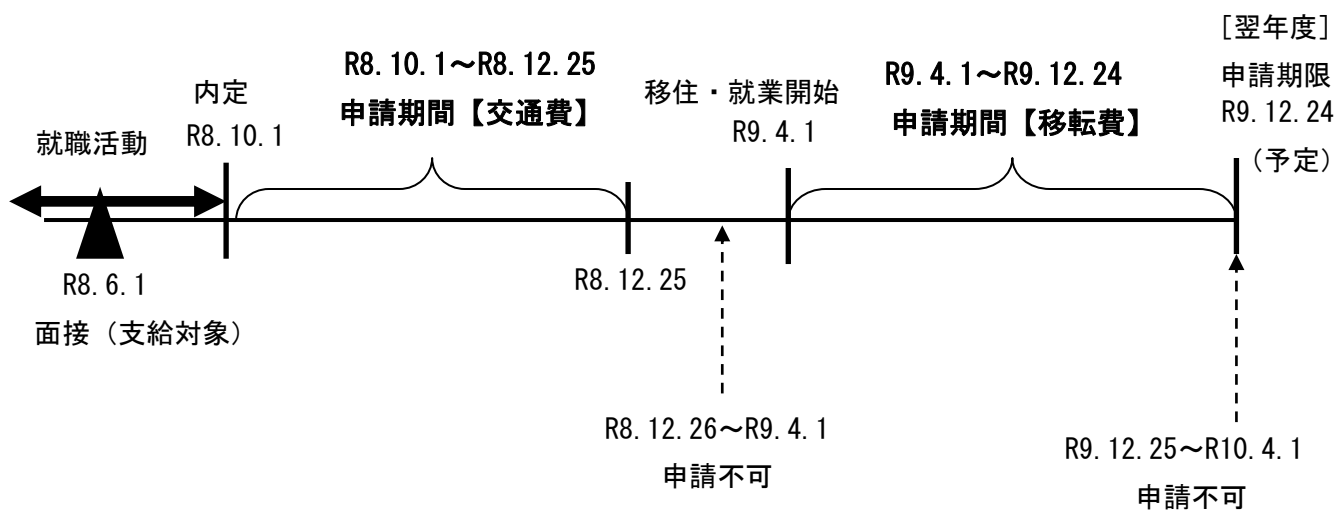 [翌年度]
申請期限
R9.12.24
(予定)
R8.10.1～R8.12.25
申請期間【交通費】
R9.4.1～R9.12.24
申請期間【移転費】
内定
R8.10.1
移住・就業開始
R9.4.1
就職活動
R8.6.1
面接（支給対象）
R8.12.25
R8.12.26～R9.4.1
申請不可
R9.12.25～R10.4.1
申請不可